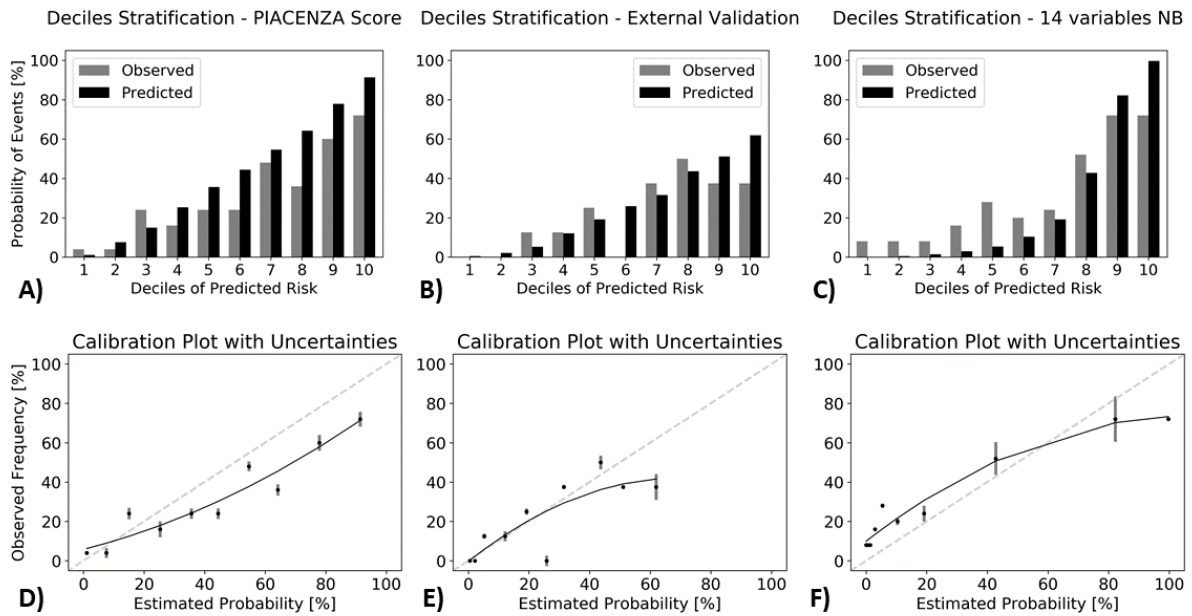 Deciles Stratification - PIACENZA Score
Deciles Stratification - External Validation
Deciles Stratification - 14 variables NB
Probability of Events [%]
100
80
60
40
20
0
Observed
Predicted
1 2 3 4 5 6 7 8 9 10
Deciles of Predicted Risk
A)
100
80
60
40
20
0
Observed
Predicted
1 2 3 4 5 6 7 8 9 10
Deciles of Predicted Risk
B)
100
80
60
40
20
0
Observed
Predicted
1 2 3 4 5 6 7 8 9 10
Deciles of Predicted Risk
C)
Calibration Plot with Uncertainties
Observed Frequency [%]
100
80
60
40
20
0
0 20 40 60 80 100
Estimated Probability [%]
D)
Calibration Plot with Uncertainties
100
80
60
40
20
0
0 20 40 60 80 100
Estimated Probability [%]
E)
Calibration Plot with Uncertainties
100
80
60
40
20
0
0 20 40 60 80 100
Estimated Probability [%]
F)